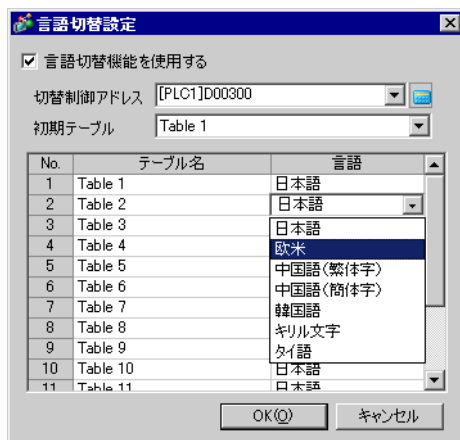 言語切替設定
言語切替機能を使用する
切替制御アドレス [PLC1]D00300
初期テーブル Table 1
No. テーブル名 言語
1 Table 1 日本語
2 Table 2 日本語
3 Table 3 日本語
4 Table 4 欧米
5 Table 5 中国語(繁体字)
6 Table 6 中国語(簡体字)
7 Table 7 韓国語
8 Table 8 キリル文字
9 Table 9 タイ語
10 Table 10 日本語
11 Table 11 日本語
OK(O) キャンセル